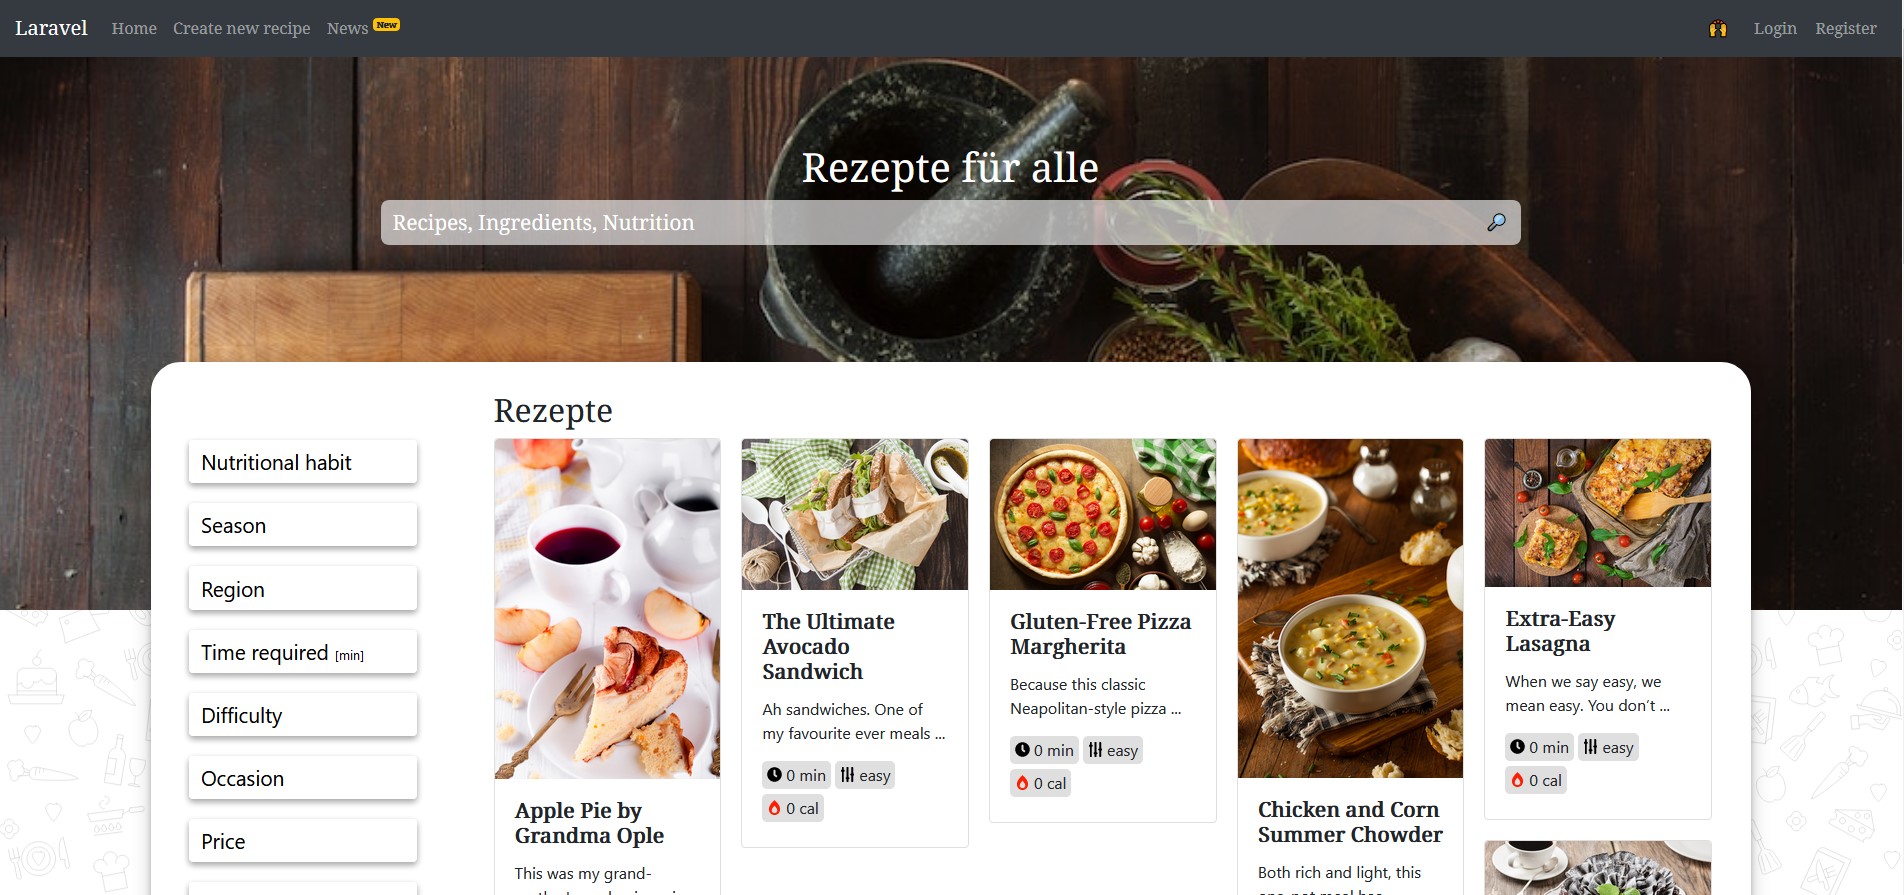 Laravel Home Create new recipe News New Login Register
Rezepte für alle
Recipes, Ingredients, Nutrition
Nutritional habit
Season
Region
Time required [min]
Difficulty
Occasion
Price
Rezepte
Apple Pie by
Grandma Ople
This was my grand-
The Ultimate
Avocado
Sandwich
Ah sandwiches. One of
my favourite ever meals ...
0 min easy
0 cal
Gluten-Free Pizza
Margherita
Because this classic
Neapolitan-style pizza ...
0 min easy
0 cal
Chicken and Corn
Summer Chowder
Both rich and light, this
Extra-Easy
Lasagna
When we say easy, we
mean easy. You don’t ...
0 min easy
0 cal